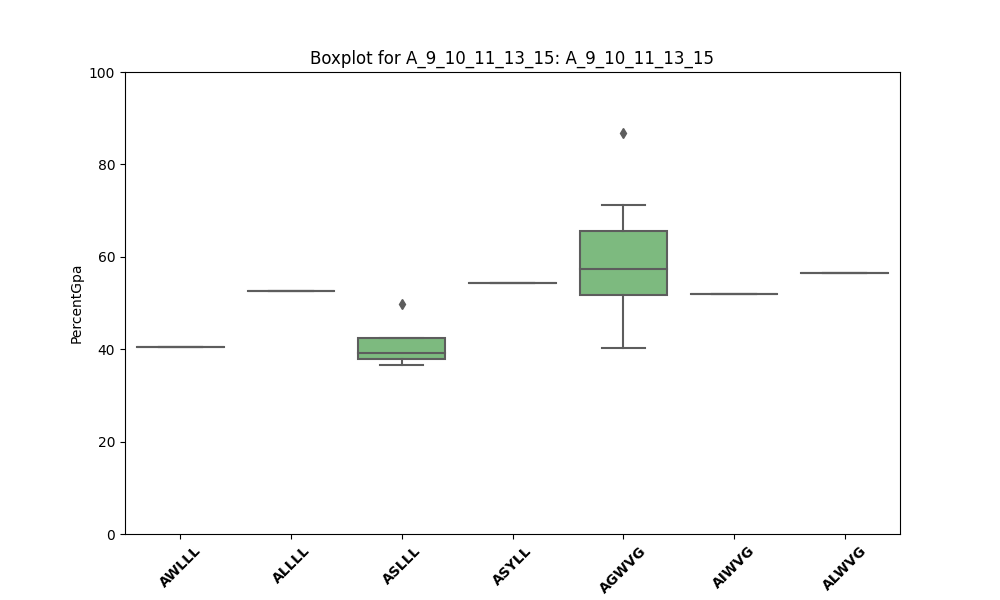 Boxplot for A_9_10_11_13_15: A_9_10_11_13_15
100
80
60
40
20
0
PercentGpa
AWLLL
ALLLL
ASLLL
ASYLL
AGWVG
AIWVG
ALWVG